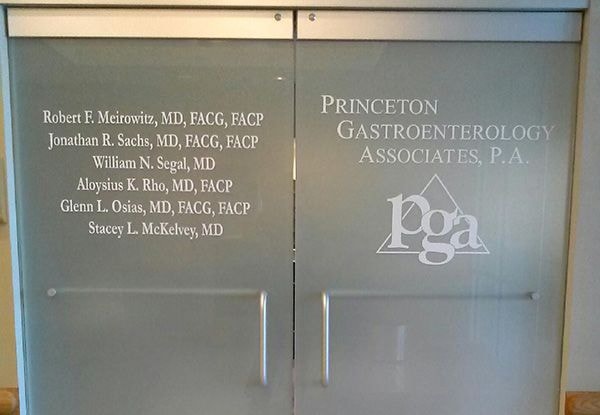 Robert F. Meirowitz, MD, FACG, FACP
Jonathan R. Sachs, MD, FACG, FACP
William N. Segal, MD
Aloysius K. Rho, MD, FACP
Glenn L. Osias, MD, FACG, FACP
Stacey L. McKelvey, MD
PRINCETON
GASTROENTEROLOGY
ASSOCIATES, P.A.
pga